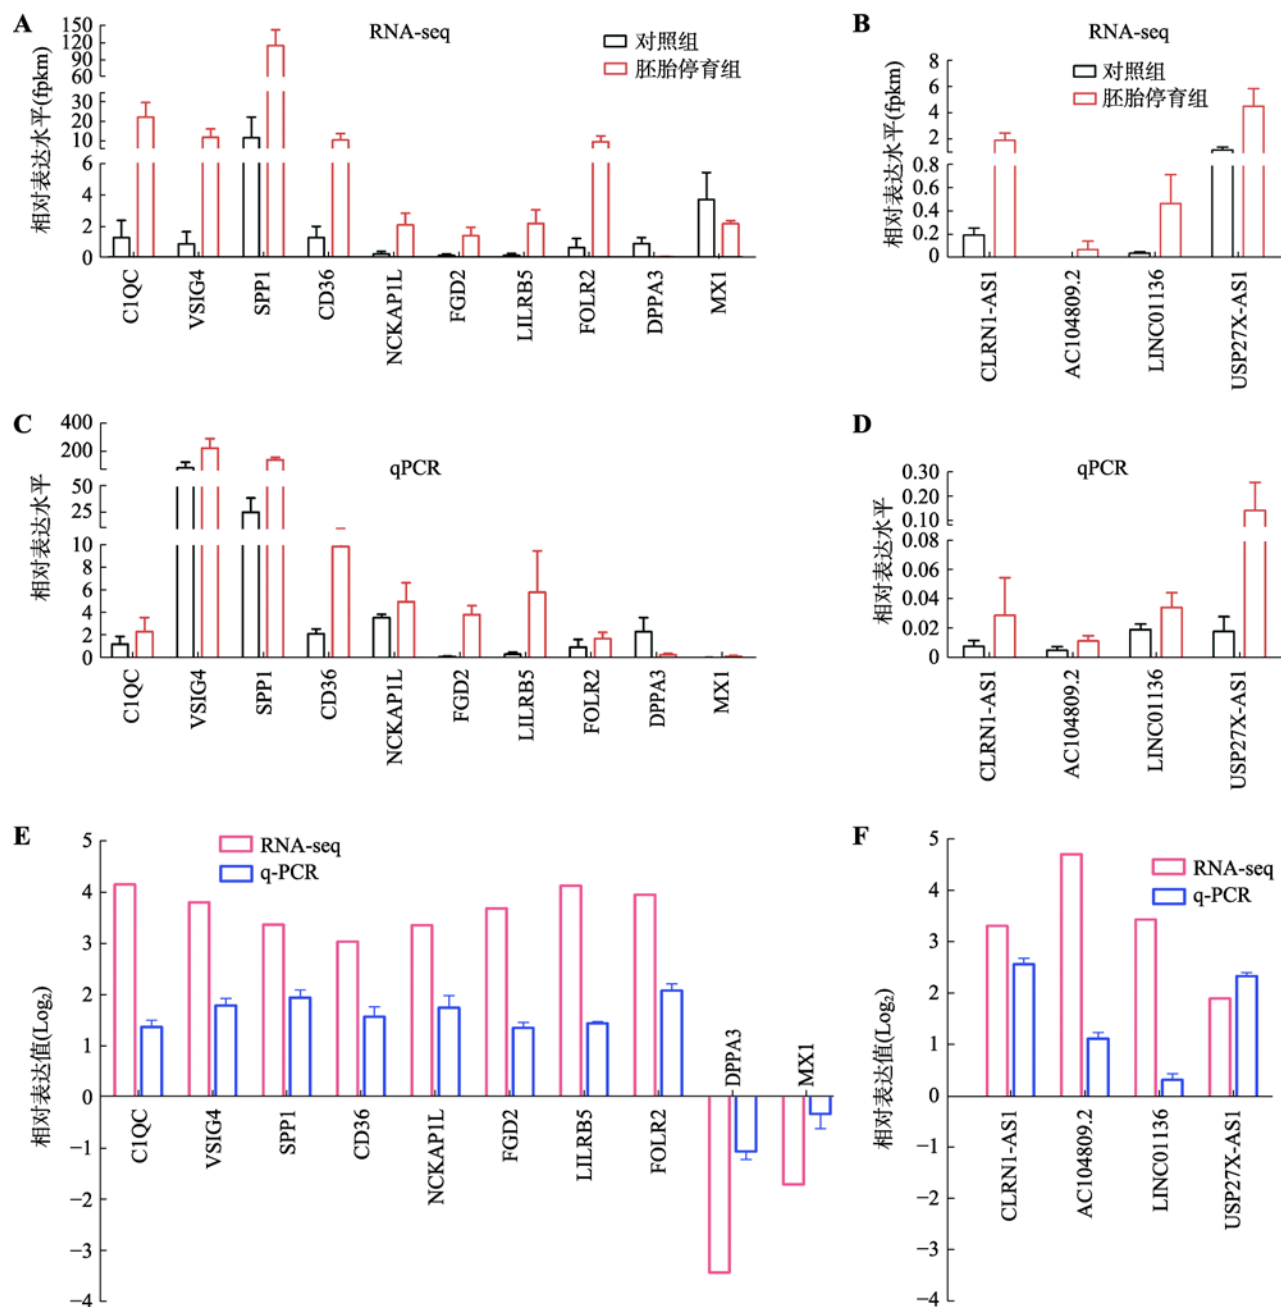 A
RNA-seq
对照组
胚胎停育组
相对表达水平(fpkm)
150
120
90
60
30
20
10
6
4
2
0
C1QC
VSIG4
SPP1
CD36
NCKAP1L
FGD2
LILRB5
FOLR2
DPPA3
MX1
B
RNA-seq
对照组
胚胎停育组
相对表达水平(fpkm)
8
6
4
2
0.8
0.6
0.4
0.2
0
CLRN1-AS1
AC104809.2
LINC01136
USP27X-AS1
C
qPCR
相对表达水平
400
200
50
25
10
8
6
4
2
0
C1QC
VSIG4
SPP1
CD36
NCKAP1L
FGD2
LILRB5
FOLR2
DPPA3
MX1
D
qPCR
相对表达水平
0.30
0.20
0.10
0.08
0.06
0.04
0.02
0
CLRN1-AS1
AC104809.2
LINC01136
USP27X-AS1
E
RNA-seq
q-PCR
相对表达值(Log₂)
5
4
3
2
1
0
−1
−2
−3
−4
C1QC
VSIG4
SPP1
CD36
NCKAP1L
FGD2
LILRB5
FOLR2
DPPA3
MX1
F
RNA-seq
q-PCR
相对表达值(Log₂)
5
4
3
2
1
0
−1
−2
−3
−4
CLRN1-AS1
AC104809.2
LINC01136
USP27X-AS1